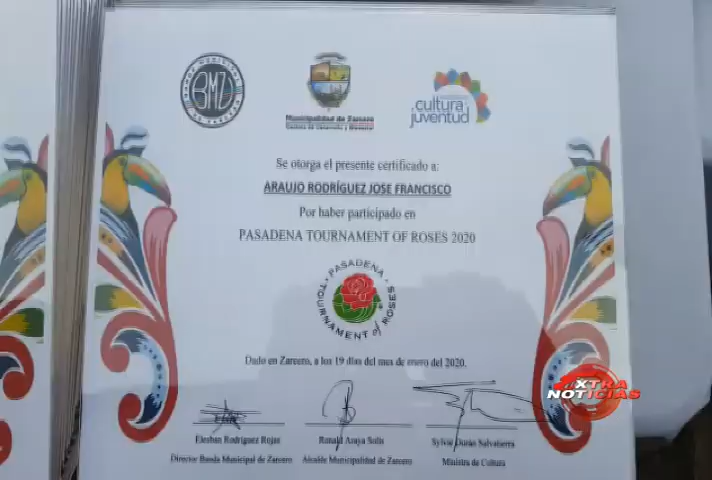 BMZ
Municipalidad de Zarcero
cultura
juventud
Se otorga el presente certificado a:
ARAUJO RODRÍGUEZ JOSE FRANCISCO
Por haber participado en
PASADENA TOURNAMENT OF ROSES 2020
PASADENA
TOURNAMENT of ROSES
Dado en Zarcero, a los 19 días del mes de enero del 2020.
Elesban Rodríguez Rojas Ronald Araya Solís Sylvie Durán Salvatierra
Director Banda Municipal de Zarcero Alcalde Municipalidad de Zarcero Ministra de Cultura
XTRA
NOTICIAS